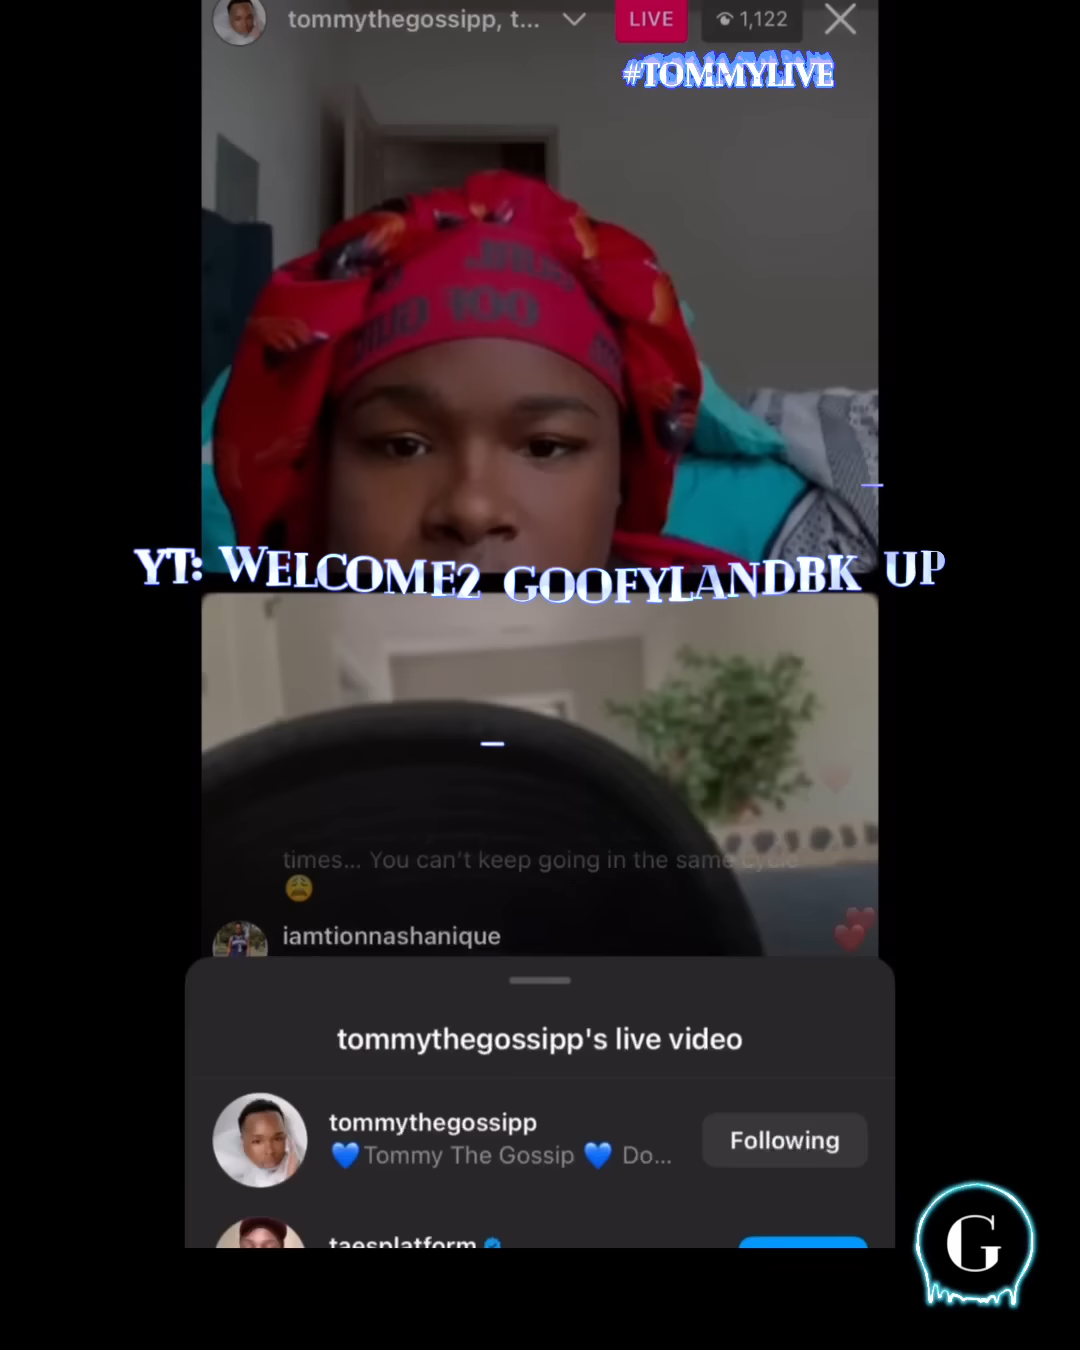 tommythegossipp, t...
LIVE
1,122
#TOMMYLIVE
YT: WELCOME2 GOOFYLANDBK UP
times... You can't keep going in the same cycle
😩
iamtionnashanique
tommythegossipp's live video
tommythegossipp
💙Tommy The Gossip 💙 Do...
Following
taesplatform
G